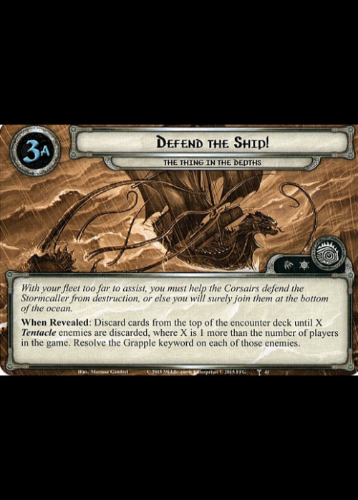 3A
Defend the Ship!
The Thing in the Depths
With your fleet too far to assist, you must help the Corsairs defend the
Stormcaller from destruction, or else you will surely join them at the bottom
of the ocean.
When Revealed: Discard cards from the top of the encounter deck until X
Tentacle enemies are discarded, where X is 1 more than the number of players
in the game. Resolve the Grapple keyword on each of those enemies.